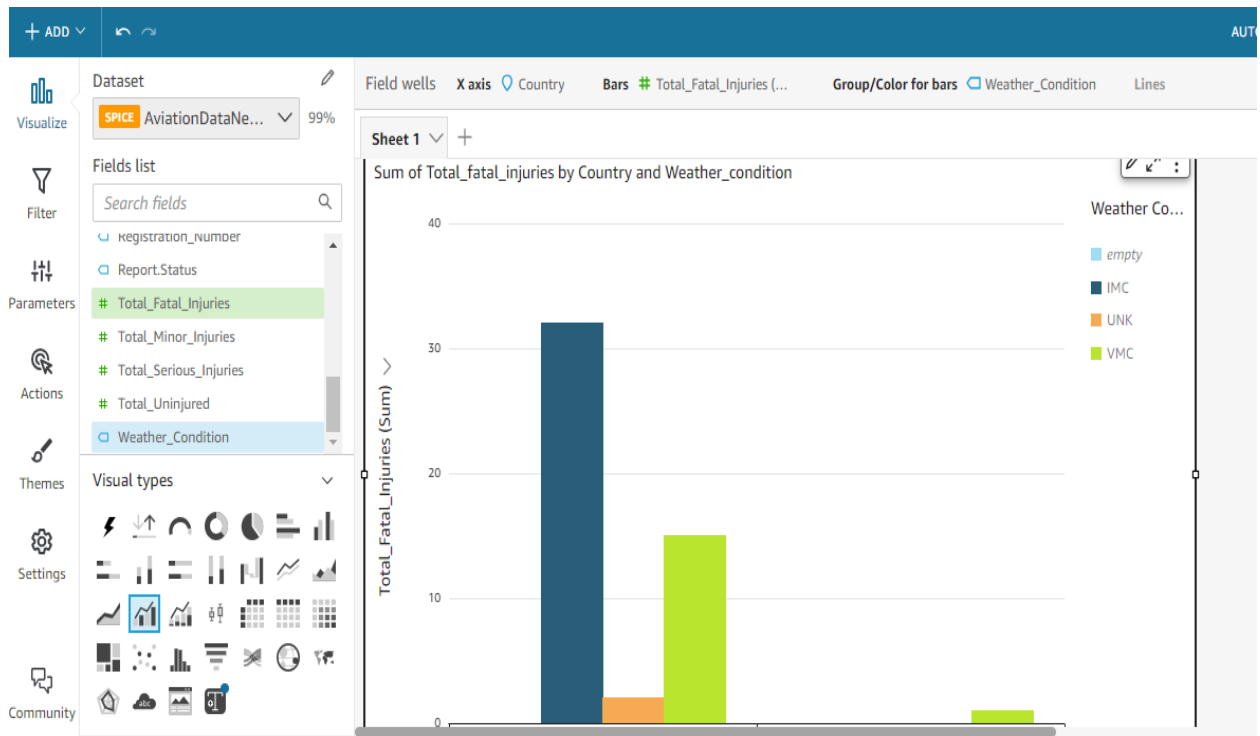 + ADD
AUTO
Visualize
Filter
Parameters
Actions
Themes
Settings
Community
Dataset
SPICE AviationDataNe... 99%
Fields list
Search fields
Registration_Number
Report.Status
# Total_Fatal_Injuries
# Total_Minor_Injuries
# Total_Serious_Injuries
# Total_Uninjured
Weather_Condition
Visual types
abc
Field wells X axis Country Bars # Total_Fatal_Injuries (... Group/Color for bars Weather_Condition Lines
Sheet 1 +
Sum of Total_fatal_injuries by Country and Weather_condition
Total_Fatal_Injuries (Sum)
40
30
20
10
0
Weather Co...
empty
IMC
UNK
VMC